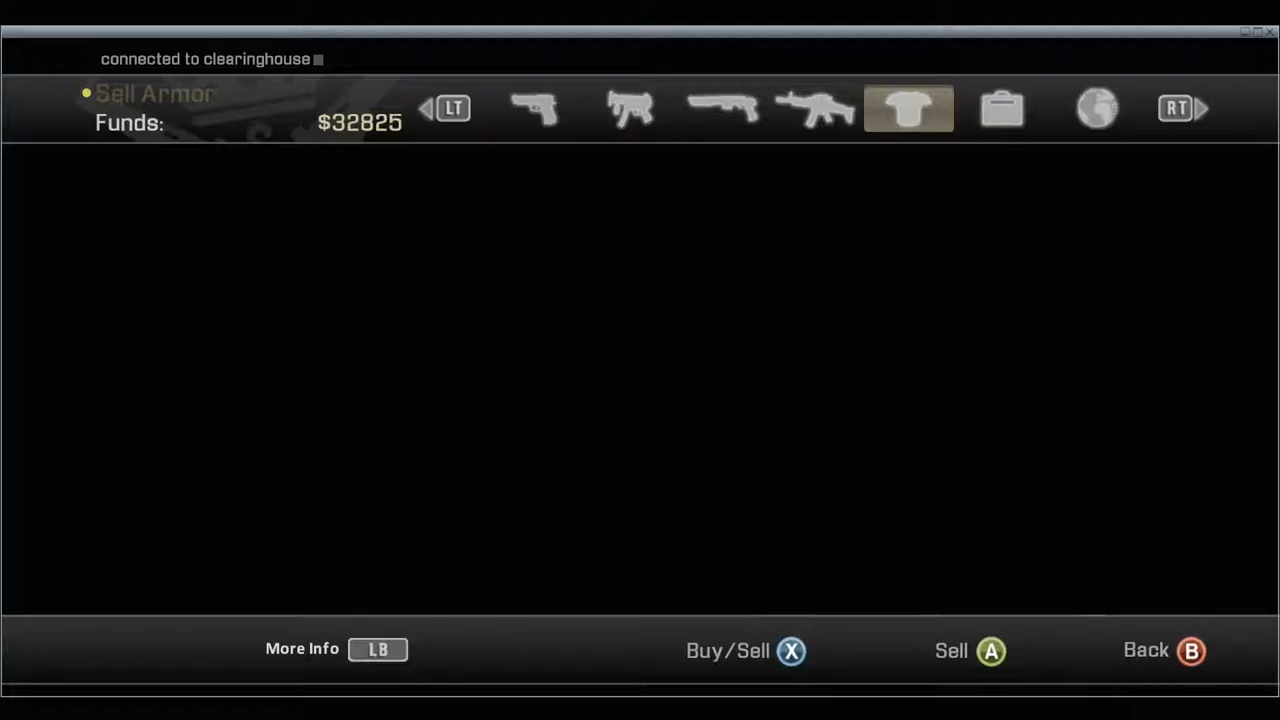 connected to clearinghouse
Sell Armor
Funds: $32825
LT
RT
More Info LB
Buy/Sell X
Sell A
Back B